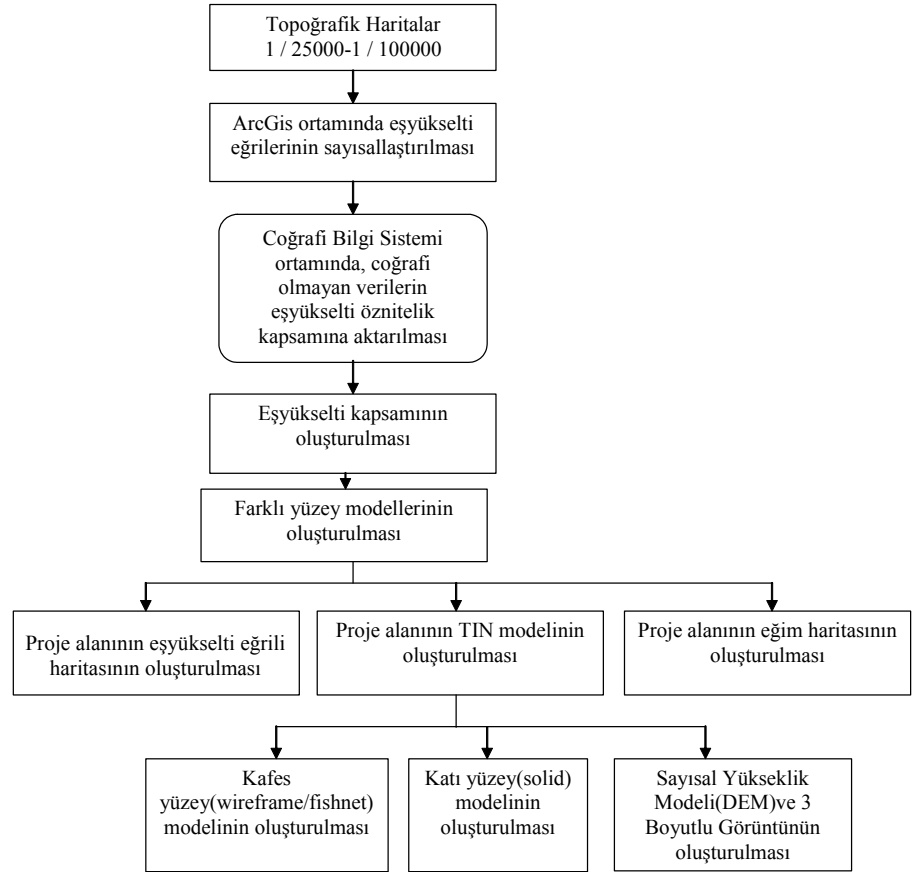 Topoğrafik Haritalar
1 / 25000-1 / 100000
ArcGis ortamında eşyükselti
eğrilerinin sayısallaştırılması
Coğrafi Bilgi Sistemi
ortamında, coğrafi
olmayan verilerin
eşyükselti öznitelik
kapsamına aktarılması
Eşyükselti kapsamının
oluşturulması
Farklı yüzey modellerinin
oluşturulması
Proje alanının eşyükselti eğrili
haritasının oluşturulması
Proje alanının TIN modelinin
oluşturulması
Proje alanının eğim haritasının
oluşturulması
Kafes
yüzey(wireframe/fishnet)
modelinin oluşturulması
Katı yüzey(solid)
modelinin
oluşturulması
Sayısal Yükseklik
Modeli(DEM)ve 3
Boyutlu Görüntünün
oluşturulması